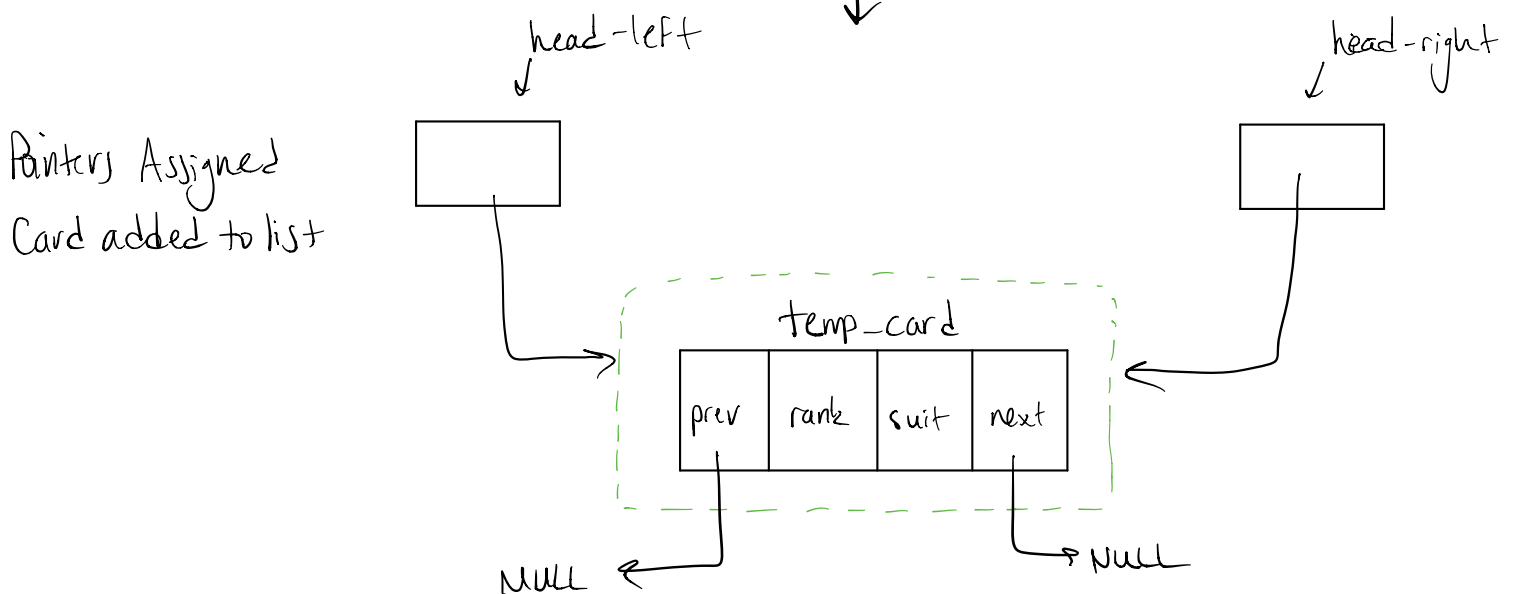 head-left
head-right
Pointers Assigned
Card added to list
temp_card
prev rank suit next
NULL
NULL